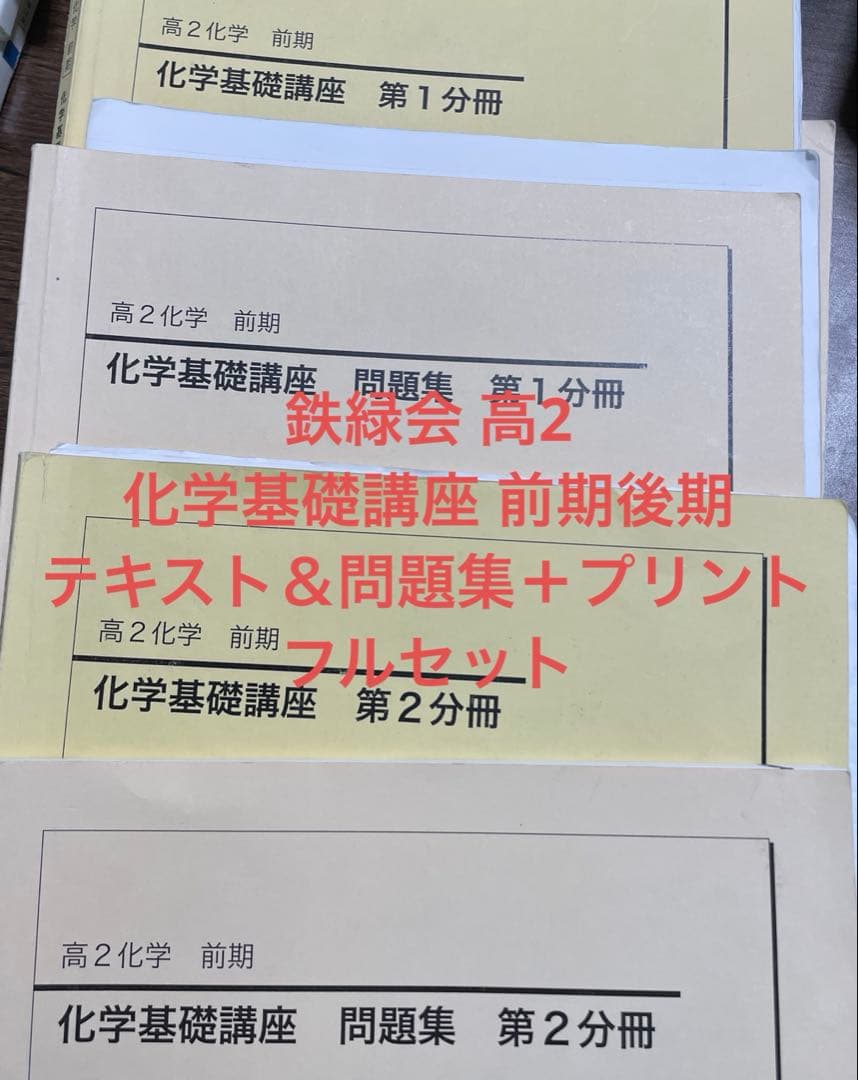 高2化学 前期
化学基礎講座 第1分冊
高2化学 前期
化学基礎講座 問題集 第1分冊
鉄緑会 高2
化学基礎講座 前期後期
テキスト＆問題集＋プリント
フルセット
高2化学 前期
化学基礎講座 第2分冊
高2化学 前期
化学基礎講座 問題集 第2分冊